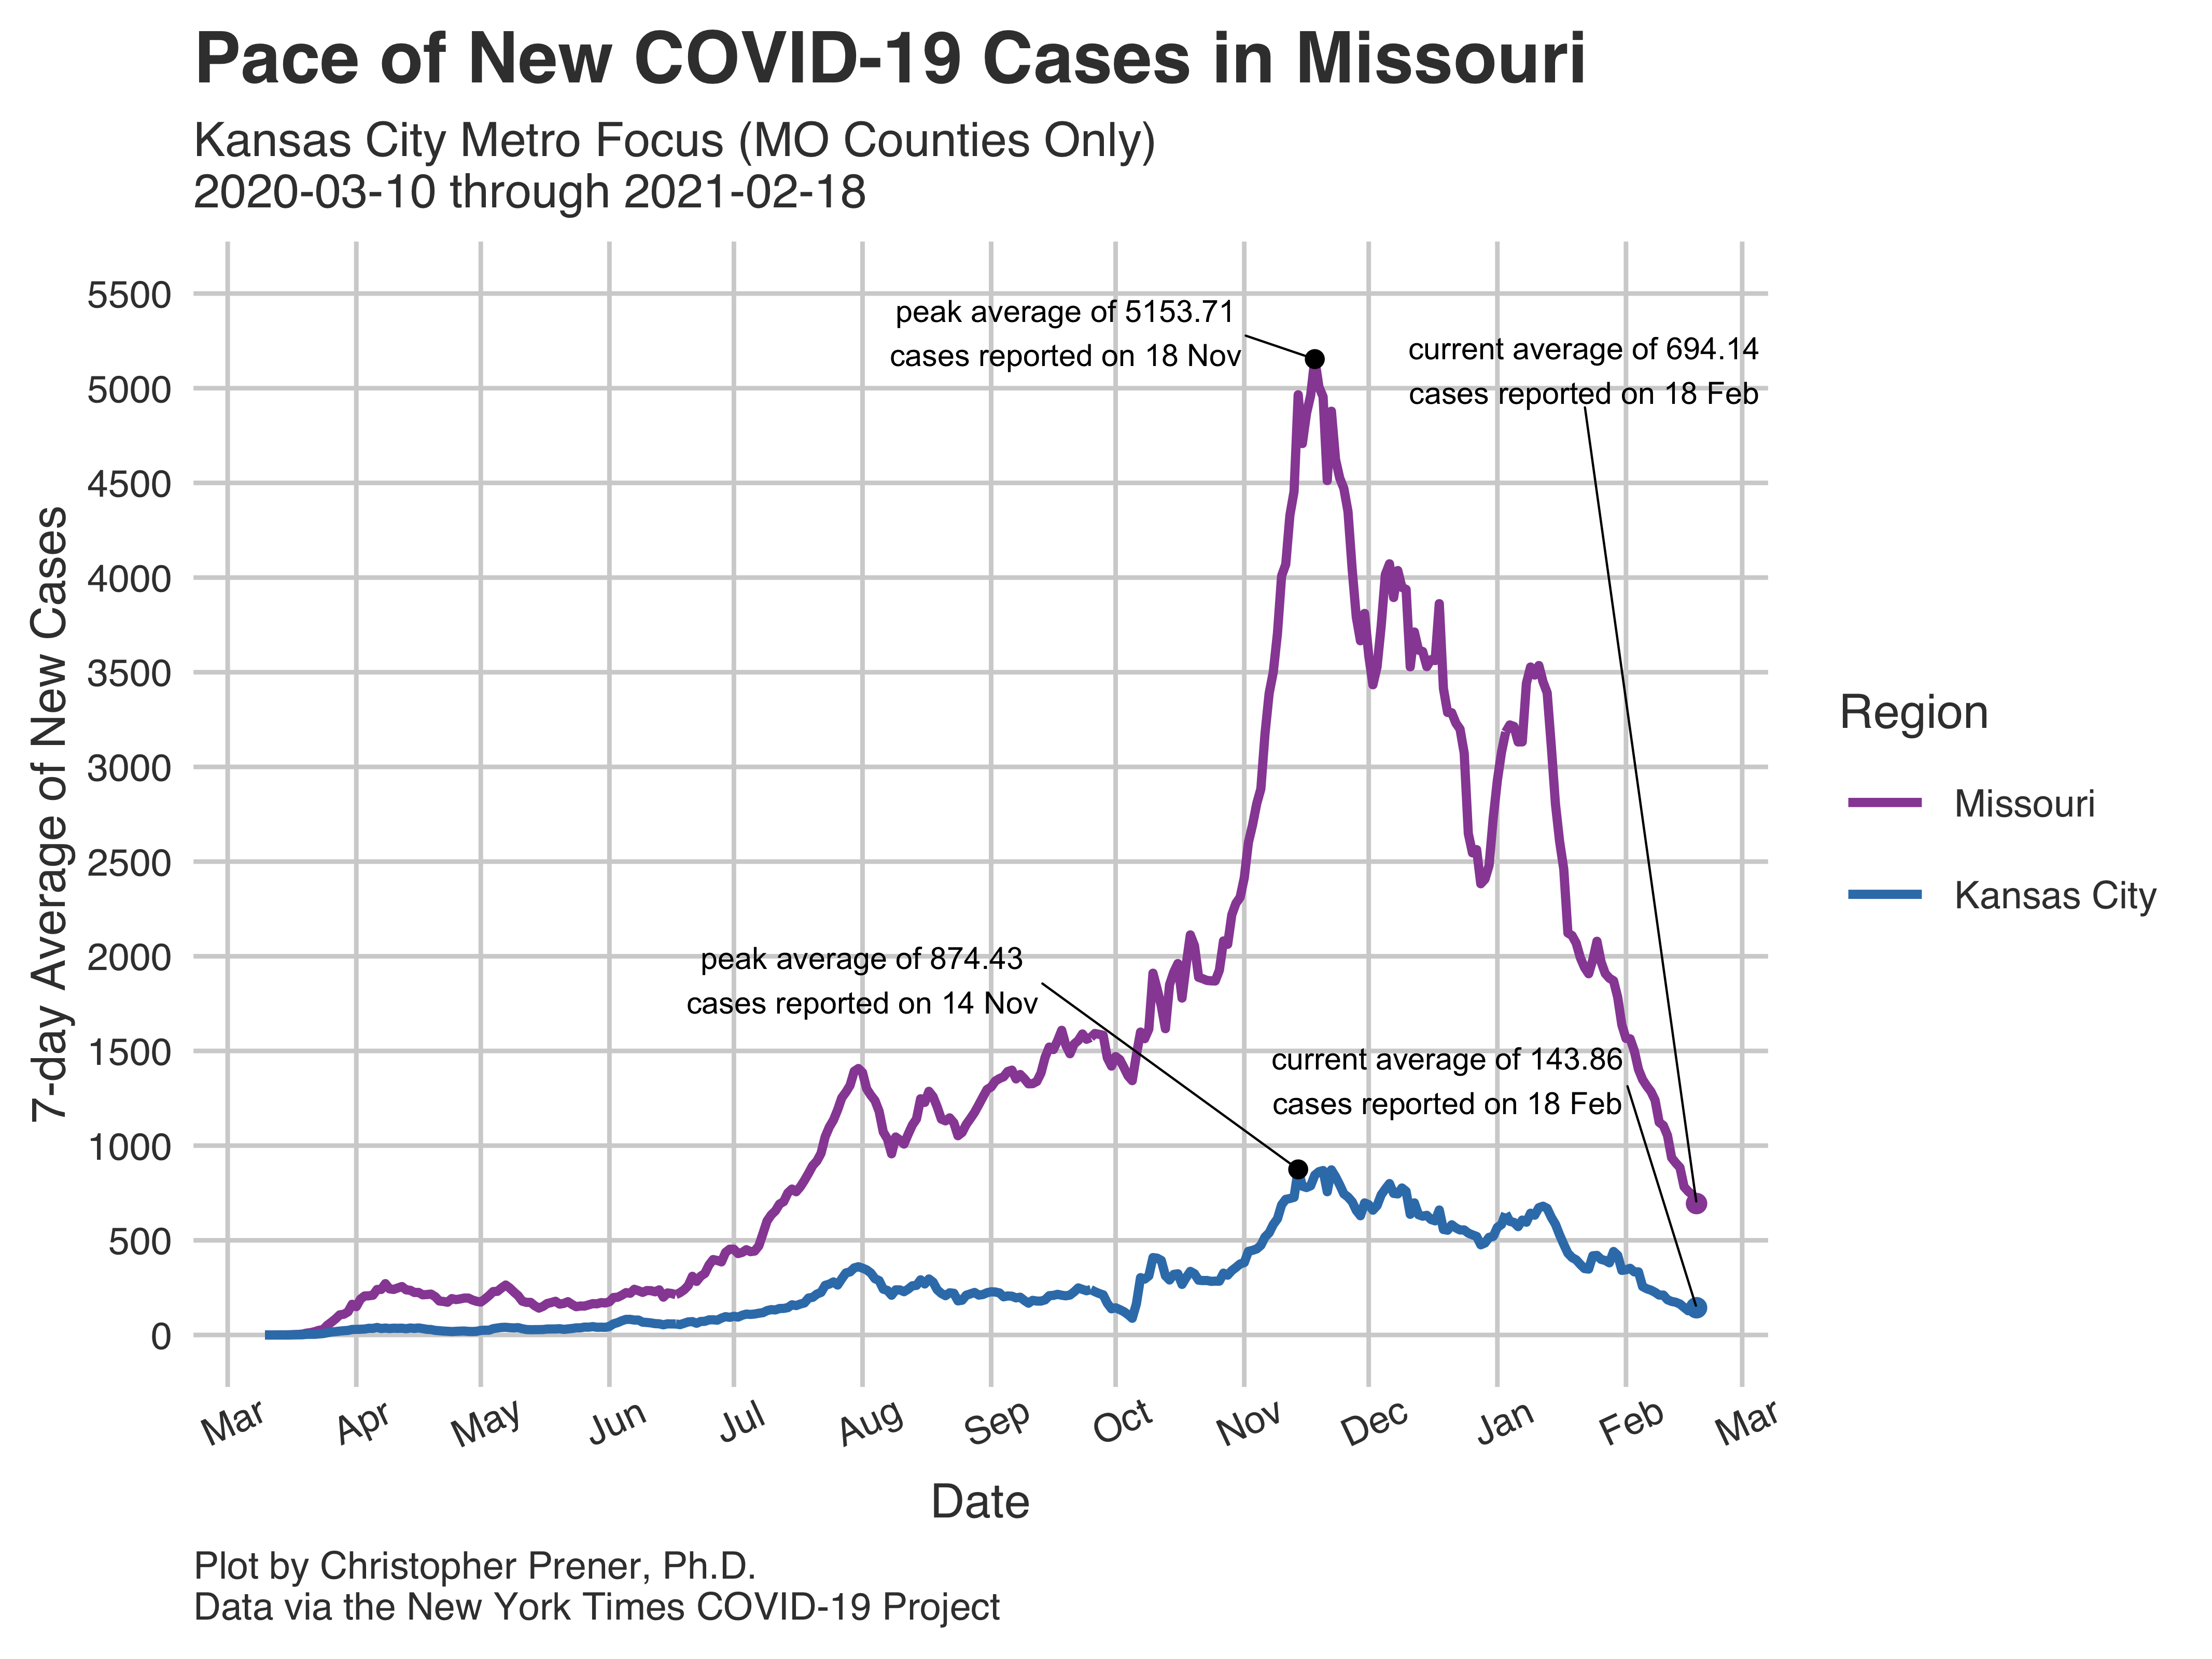 Pace of New COVID-19 Cases in Missouri
Kansas City Metro Focus (MO Counties Only)
2020-03-10 through 2021-02-18
7-day Average of New Cases
5500
5000
4500
4000
3500
3000
2500
2000
1500
1000
500
0
peak average of 5153.71
cases reported on 18 Nov
current average of 694.14
cases reported on 18 Feb
peak average of 874.43
cases reported on 14 Nov
current average of 143.86
cases reported on 18 Feb
Region
Missouri
Kansas City
Mar
Apr
May
Jun
Jul
Aug
Sep
Oct
Nov
Dec
Jan
Feb
Mar
Date
Plot by Christopher Prener, Ph.D.
Data via the New York Times COVID-19 Project